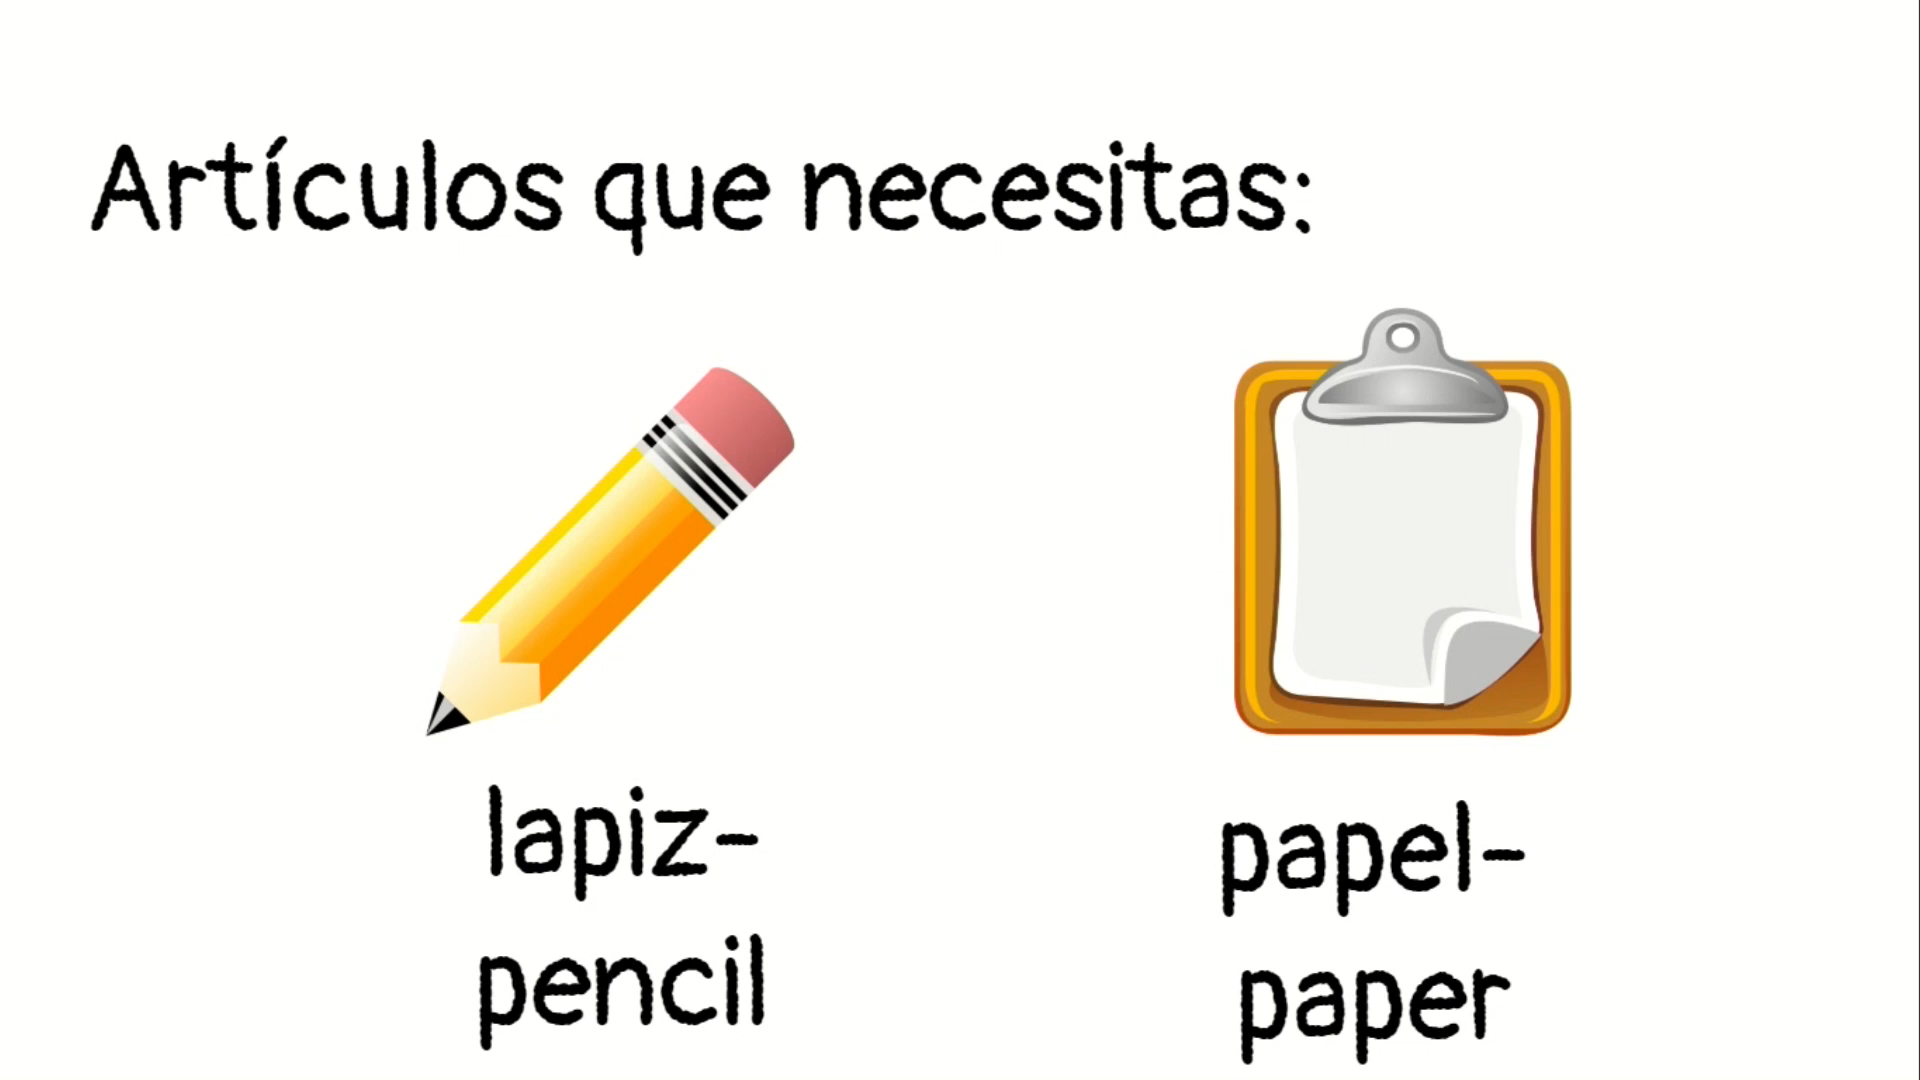 Artículos que necesitas:
lapiz-
pencil
papel-
paper